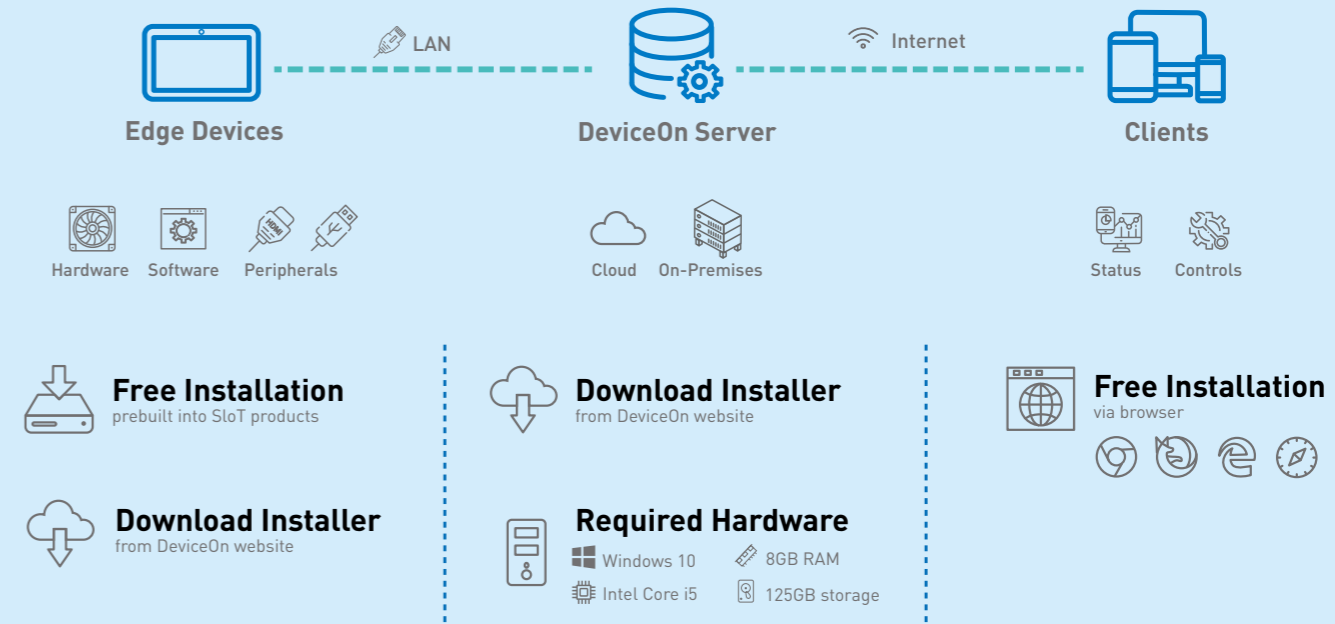 LAN
Internet
Edge Devices
DeviceOn Server
Clients
HDMI
Hardware
Software
Peripherals
Cloud
On-Premises
Status
Controls
Free Installation
prebuilt into SIoT products
Download Installer
from DeviceOn website
Download Installer
from DeviceOn website
Required Hardware
Windows 10
8GB RAM
Intel Core i5
125GB storage
Free Installation
via browser